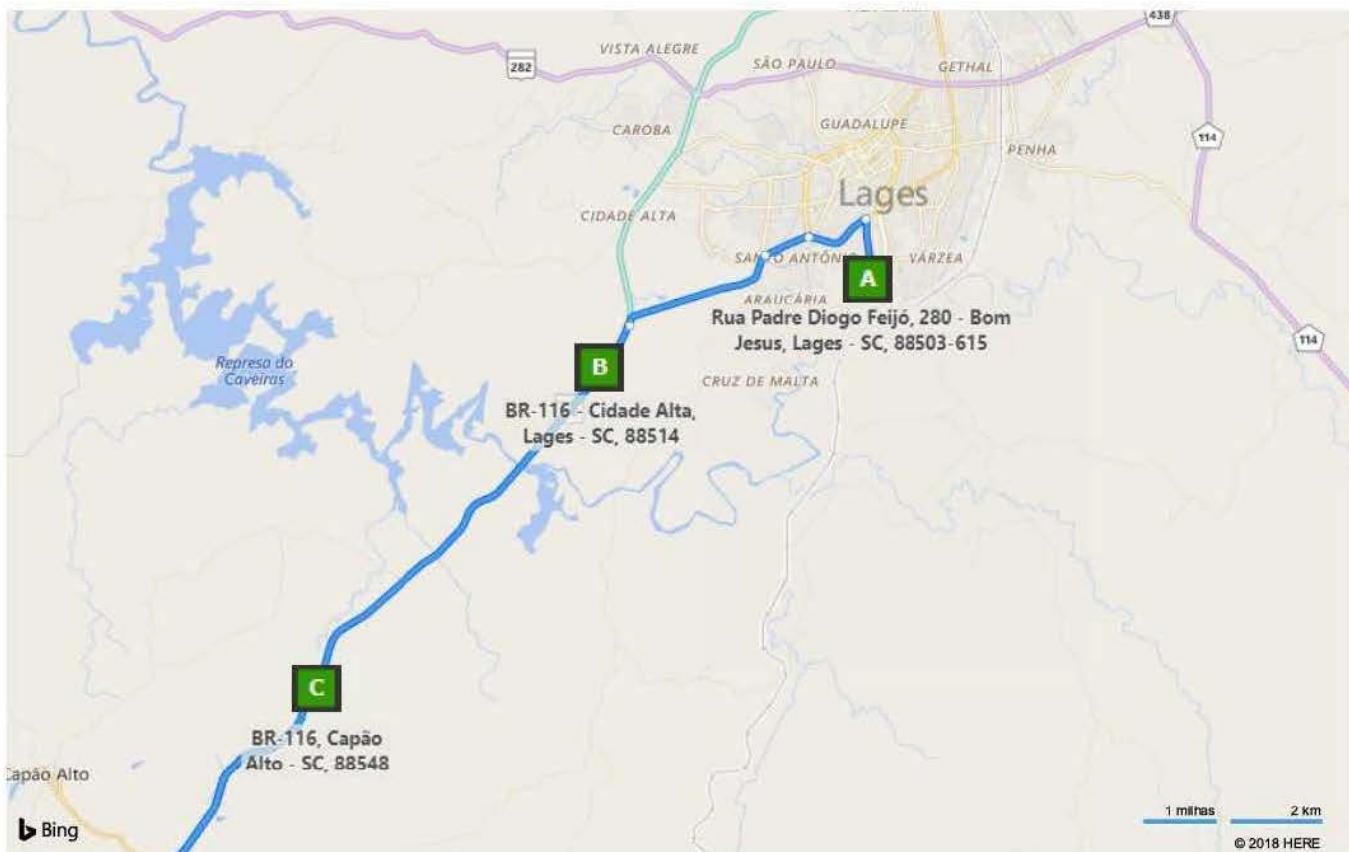 438
VISTA ALEGRE
282
SÃO PAULO
GETHAL
GUADALUPE
CAROBA
114
PENHA
Lages
CIDADE ALTA
SANTO ANTÔNIO
VÁRZEA
A
ARAUCÁRIA
Rua Padre Diogo Feijó, 280 - Bom
Jesus, Lages - SC, 88503-615
114
B
Represa do
Caveiras
CRUZ DE MALTA
BR-116 - Cidade Alta,
Lages - SC, 88514
C
BR-116, Capão
Alto - SC, 88548
Capão Alto
1 milhas
2 km
Bing
© 2018 HERE